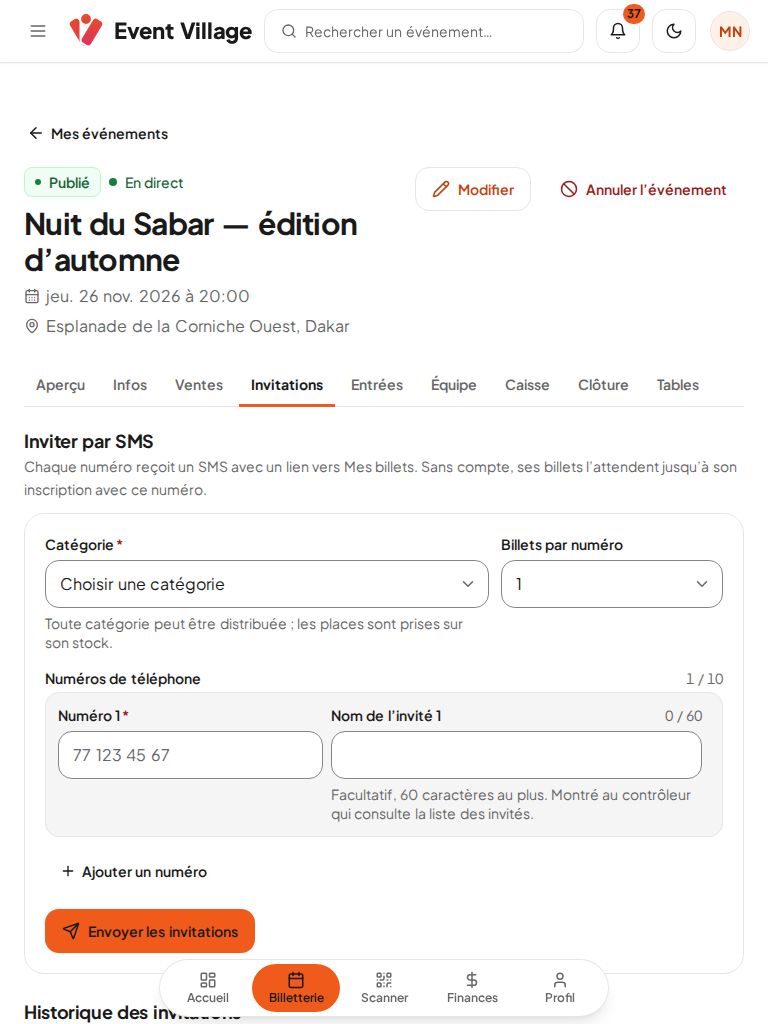 Event Village
Rechercher un événement…
37
MN
Mes événements
Publié
En direct
Modifier
Annuler l’événement
Nuit du Sabar — édition
d’automne
jeu. 26 nov. 2026 à 20:00
Esplanade de la Corniche Ouest, Dakar
Aperçu
Infos
Ventes
Invitations
Entrées
Équipe
Caisse
Clôture
Tables
Inviter par SMS
Chaque numéro reçoit un SMS avec un lien vers Mes billets. Sans compte, ses billets l’attendent jusqu’à son
inscription avec ce numéro.
Catégorie *
Billets par numéro
Choisir une catégorie
1
Toute catégorie peut être distribuée ; les places sont prises sur
son stock.
Numéros de téléphone
1 / 10
Numéro 1 *
Nom de l’invité 1
0 / 60
77 123 45 67
Facultatif, 60 caractères au plus. Montré au contrôleur
qui consulte la liste des invités.
Ajouter un numéro
Envoyer les invitations
Accueil
Billetterie
Scanner
Finances
Profil
Historique des invitations